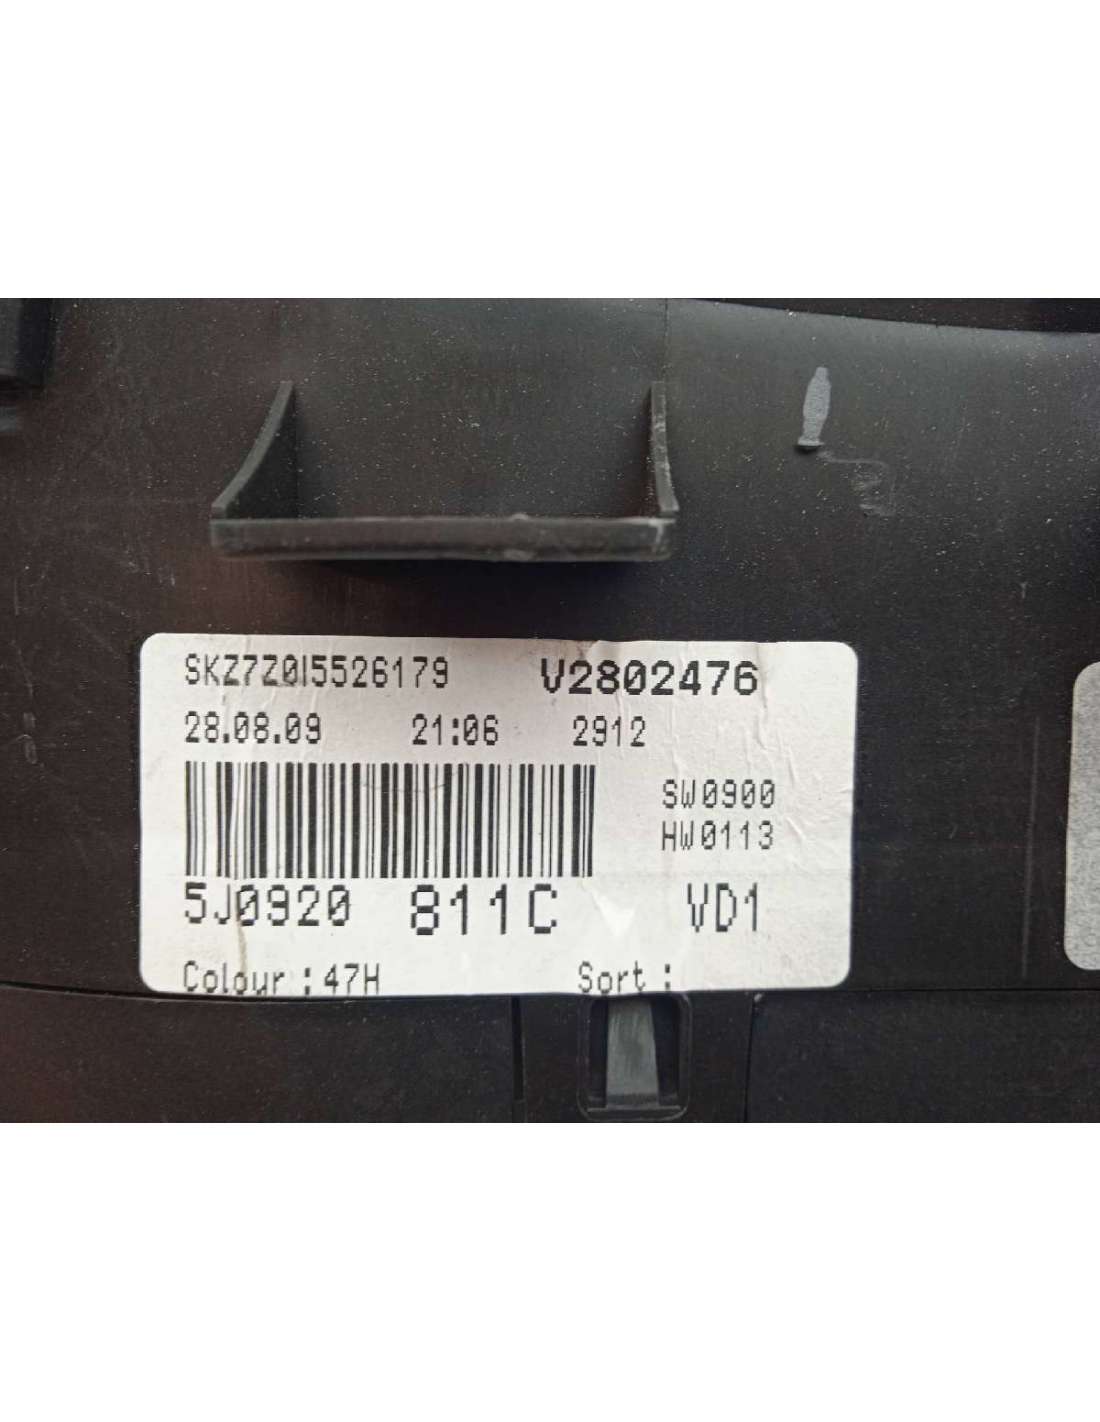 SKZ7Z0I5526179 V2802476
28.08.09 21:06 2912
SW0900
HW0113
5J0920 811C VD1
Colour : 47H Sort :